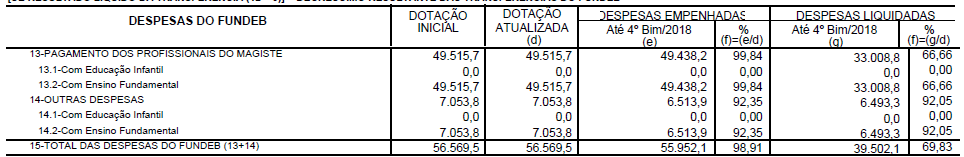 DESPESAS DO FUNDEB DOTAÇÃO INICIAL DOTAÇÃO ATUALIZADA (d) DESPESAS EMPENHADAS DESPESAS LIQUIDADAS
Até 4º Bim/2018 (e) % (f)=(e/d) Até 4º Bim/2018 (g) % (f)=(g/d)
13-PAGAMENTO DOS PROFISSIONAIS DO MAGISTE 49.515,7 49.515,7 49.438,2 99,84 33.008,8 66,66
13.1-Com Educação Infantil 0,0 0,0 0,0 0,00 0,0 0,00
13.2-Com Ensino Fundamental 49.515,7 49.515,7 49.438,2 99,84 33.008,8 66,66
14-OUTRAS DESPESAS 7.053,8 7.053,8 6.513,9 92,35 6.493,3 92,05
14.1-Com Educação Infantil 0,0 0,0 0,0 0,00 0,0 0,00
14.2-Com Ensino Fundamental 7.053,8 7.053,8 6.513,9 92,35 6.493,3 92,05
15-TOTAL DAS DESPESAS DO FUNDEB (13+14) 56.569,5 56.569,5 55.952,1 98,91 39.502,1 69,83